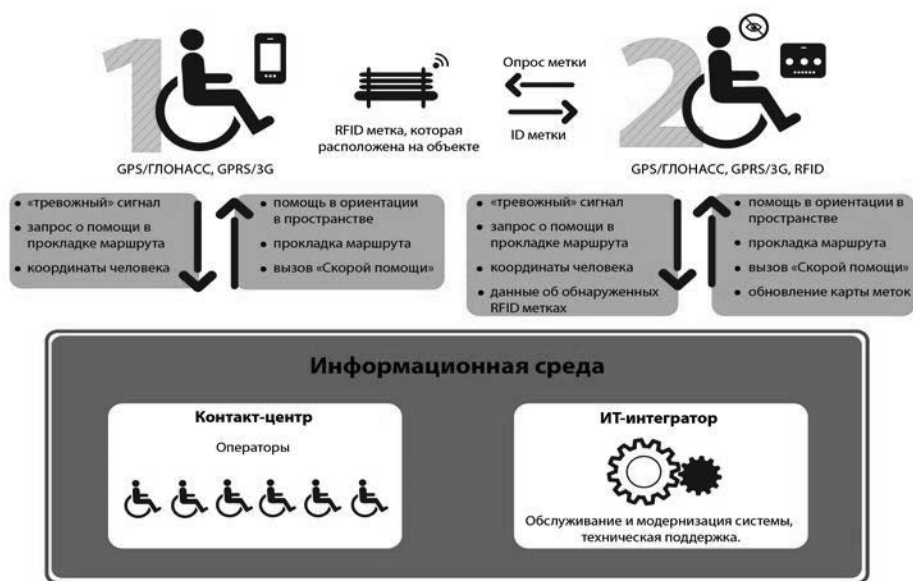 1
2
Опрос метки
ID метки
RFID метка, которая
расположена на объекте
GPS/ГЛОНАСС, GPRS/3G
GPS/ГЛОНАСС, GPRS/3G, RFID
• «тревожный» сигнал
• запрос о помощи в
прокладке маршрута
• координаты человека
• помощь в ориентации
в пространстве
• прокладка маршрута
• вызов «Скорой помощи»
• «тревожный» сигнал
• запрос о помощи в
прокладке маршрута
• координаты человека
• данные об обнаруженных
RFID метках
• помощь в ориентации в
пространстве
• прокладка маршрута
• вызов «Скорой помощи»
• обновление карты меток
Информационная среда
Контакт-центр
Операторы
ИТ-интегратор
Обслуживание и модернизация системы,
техническая поддержка.